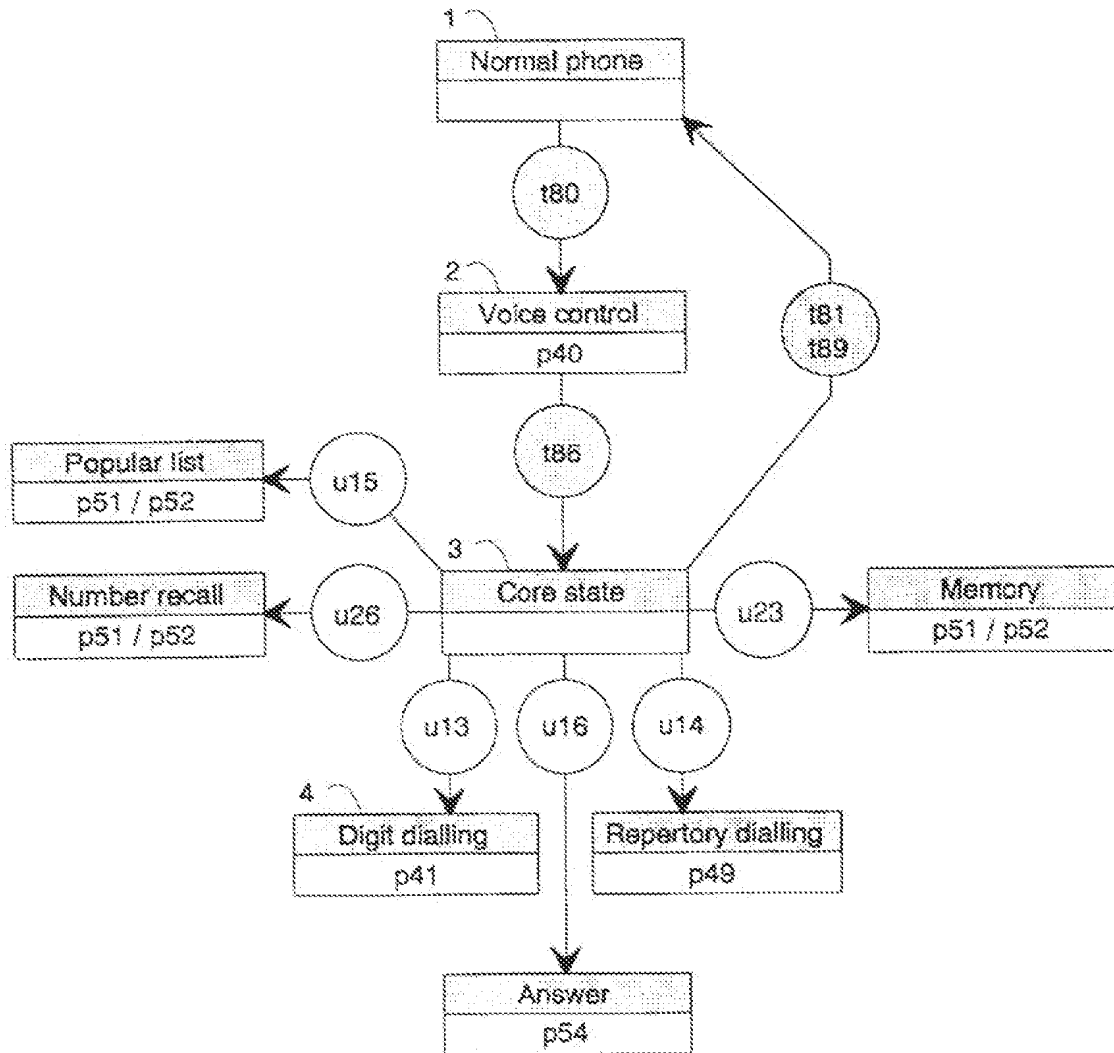 1
Normal phone
t80
2
Voice control
p40
t81
t89
t86
Popular list
p51 / p52
u15
3
Core state
Number recall
p51 / p52
u26
u23
Memory
p51 / p52
u13
u16
u14
4
Digit dialling
p41
Repertory dialling
p49
Answer
p54